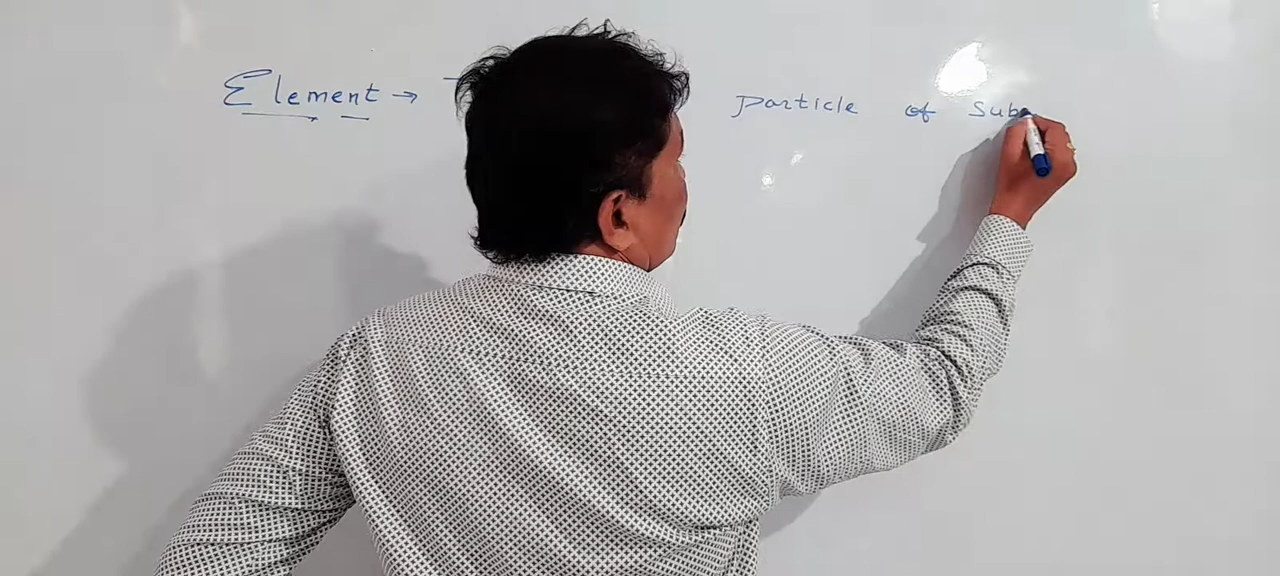 Element → particle of Sub